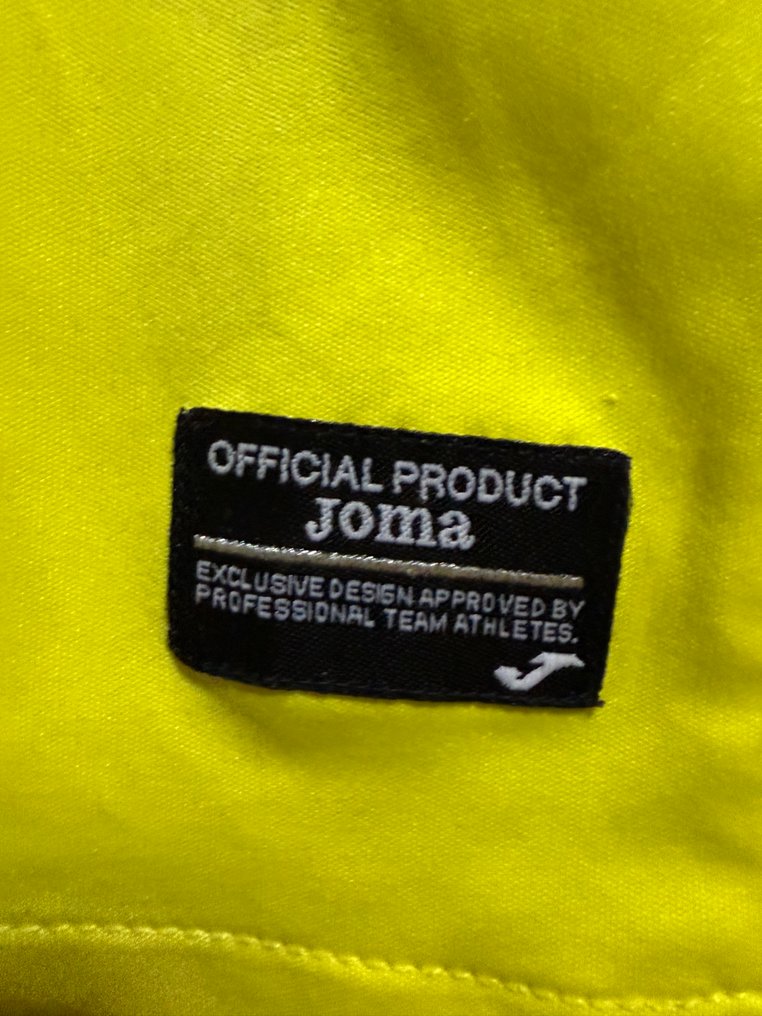 OFFICIAL PRODUCT
Joma
EXCLUSIVE DESIGN APPROVED BY
PROFESSIONAL TEAM ATHLETES.